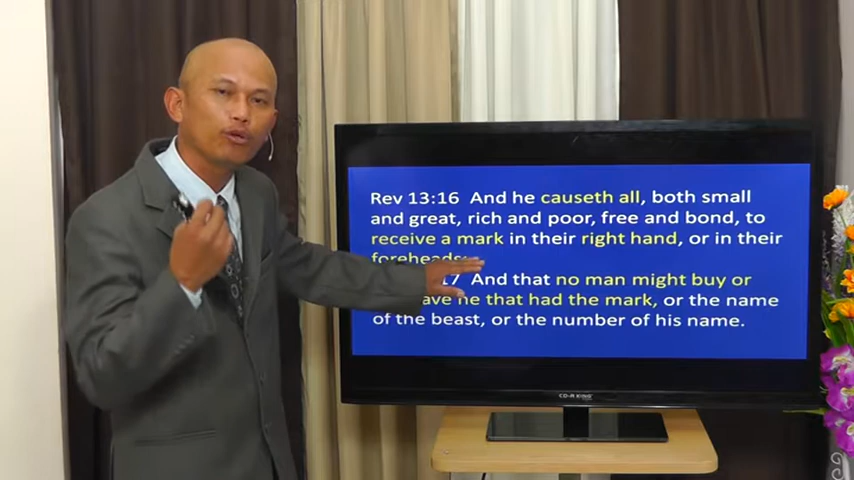 Rev 13:16 And he causeth all, both small
and great, rich and poor, free and bond, to
receive a mark in their right hand, or in their
foreheads:
17 And that no man might buy or
he that had the mark, or the name
of the beast, or the number of his name.
CD-R KING